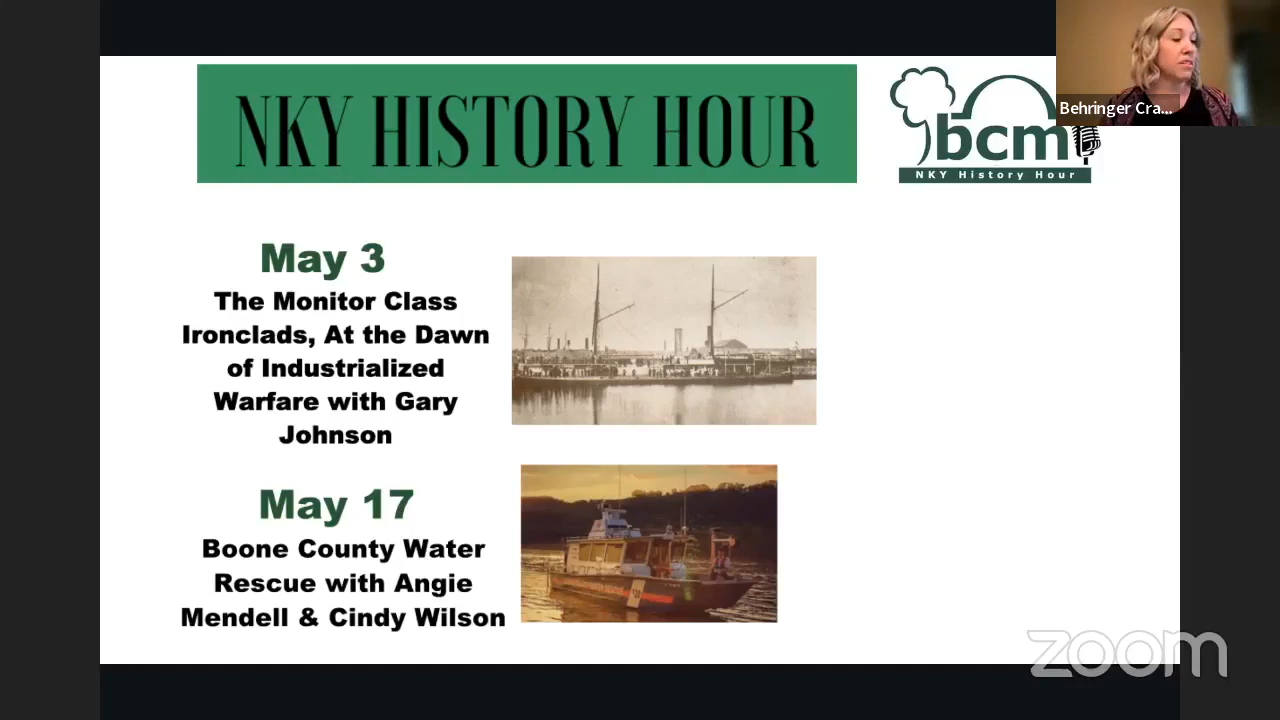 NKY HISTORY HOUR
bcm
NKY History Hour
Behringer Cra...
May 3
The Monitor Class
Ironclads, At the Dawn
of Industrialized
Warfare with Gary
Johnson
May 17
Boone County Water
Rescue with Angie
Mendell & Cindy Wilson
zoom